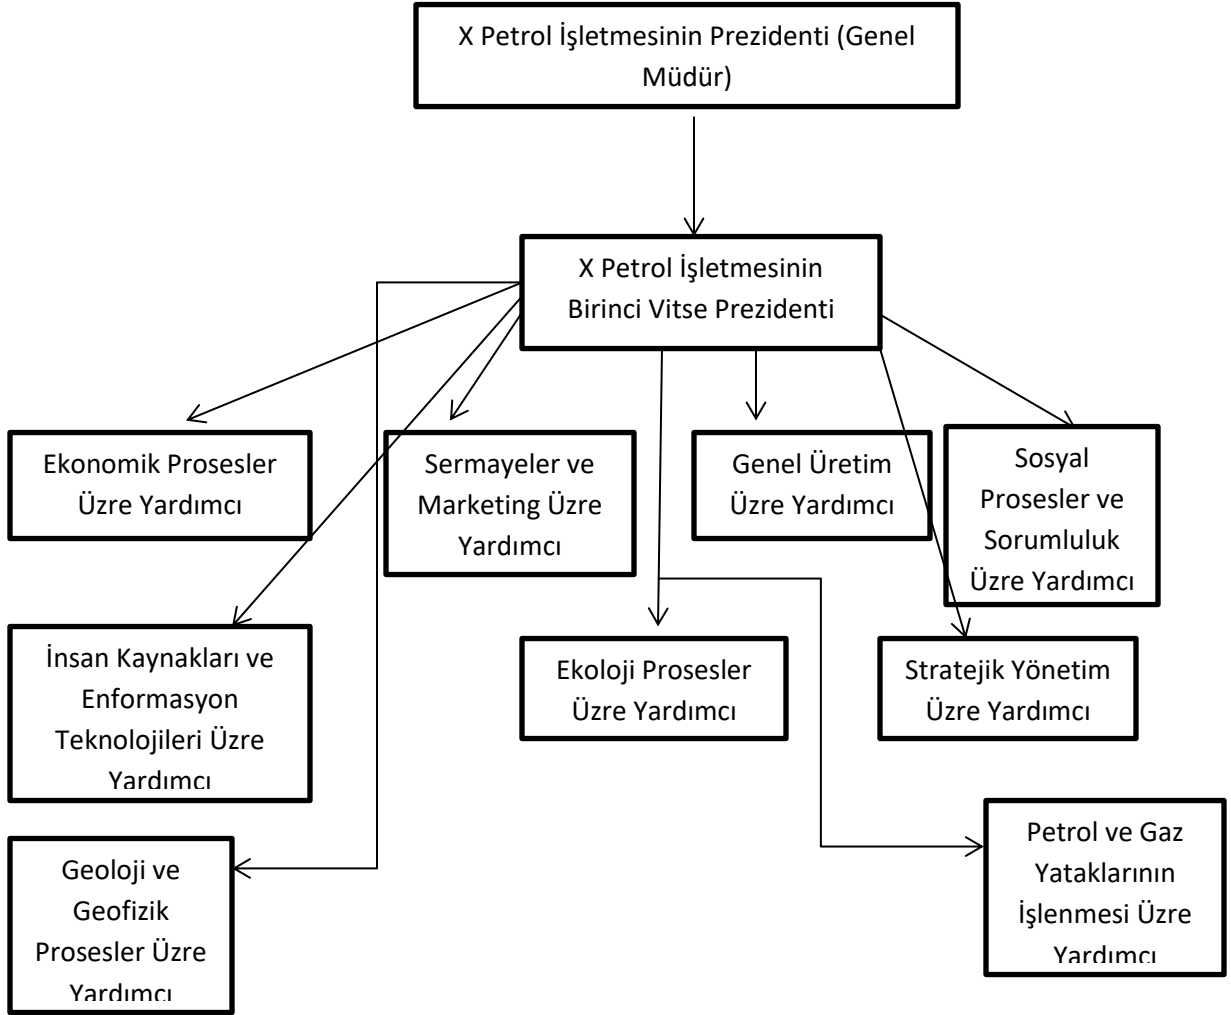 X Petrol İşletmesinin Prezidenti (Genel
Müdür)
X Petrol İşletmesinin
Birinci Vitse Prezidenti
Ekonomik Prosesler
Üzre Yardımcı
Sermayeler ve
Marketing Üzre
Yardımcı
Genel Üretim
Üzre Yardımcı
Sosyal
Prosesler ve
Sorumluluk
Üzre Yardımcı
İnsan Kaynakları ve
Enformasyon
Teknolojileri Üzre
Yardımcı
Ekoloji Prosesler
Üzre Yardımcı
Stratejik Yönetim
Üzre Yardımcı
Geoloji ve
Geofizik
Prosesler Üzre
Yardımcı
Petrol ve Gaz
Yataklarının
İşlenmesi Üzre
Yardımcı